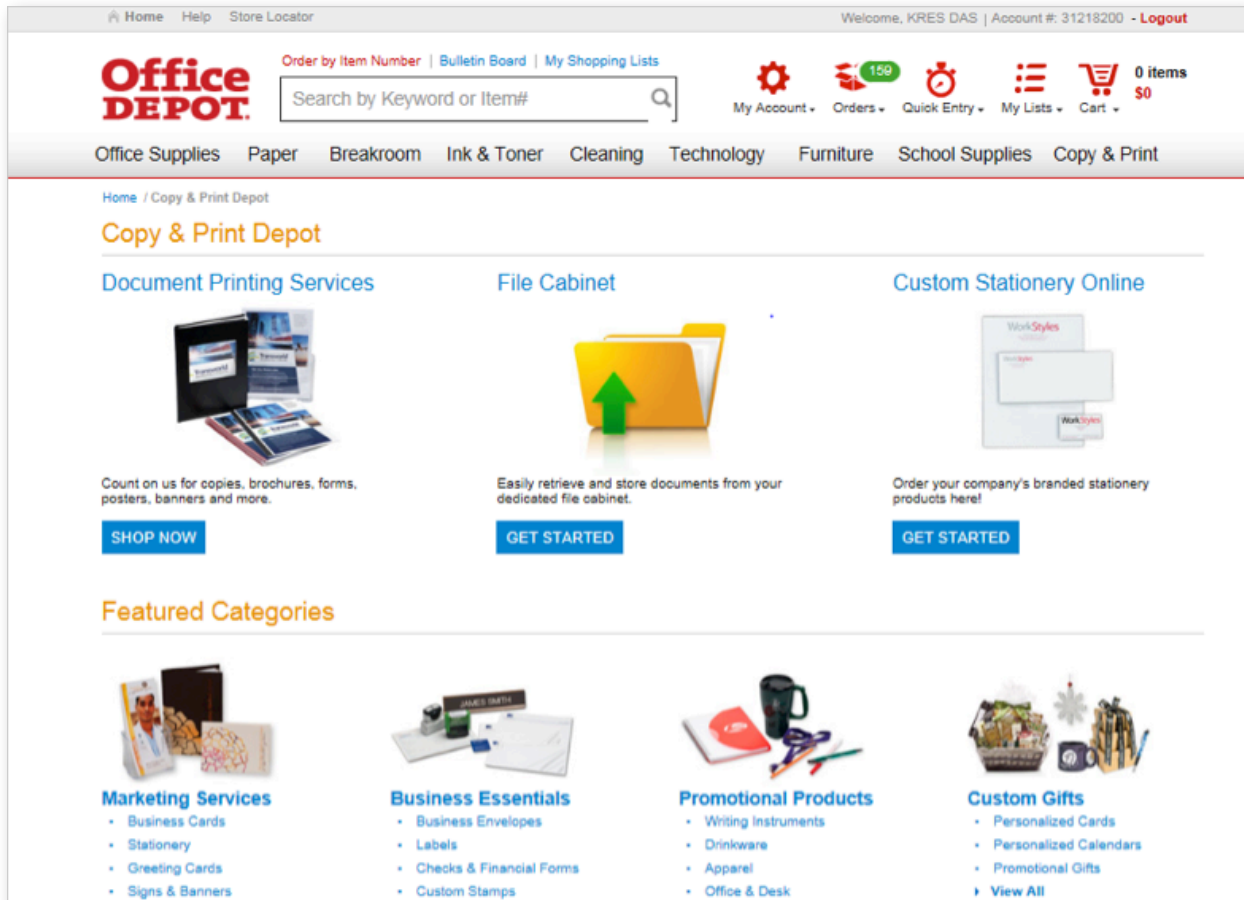 Home Help Store Locator
Welcome, KRES DAS | Account #: 31218200 - Logout
Office DEPOT.
Order by Item Number | Bulletin Board | My Shopping Lists
Search by Keyword or Item#
My Account
159
Orders
Quick Entry
My Lists
Cart
0 items
$0
Office Supplies Paper Breakroom Ink & Toner Cleaning Technology Furniture School Supplies Copy & Print
Home / Copy & Print Depot
Copy & Print Depot
Document Printing Services
Transworld
Transworld
Count on us for copies, brochures, forms,
posters, banners and more.
SHOP NOW
File Cabinet
Easily retrieve and store documents from your
dedicated file cabinet.
GET STARTED
Custom Stationery Online
WorkStyles
WorkStyles
WorkStyles
Order your company's branded stationery
products here!
GET STARTED
Featured Categories
Marketing Services
• Business Cards
• Stationery
• Greeting Cards
• Signs & Banners
JAMES SMITH
Business Essentials
• Business Envelopes
• Labels
• Checks & Financial Forms
• Custom Stamps
Promotional Products
• Writing Instruments
• Drinkware
• Apparel
• Office & Desk
Custom Gifts
• Personalized Cards
• Personalized Calendars
• Promotional Gifts
View All